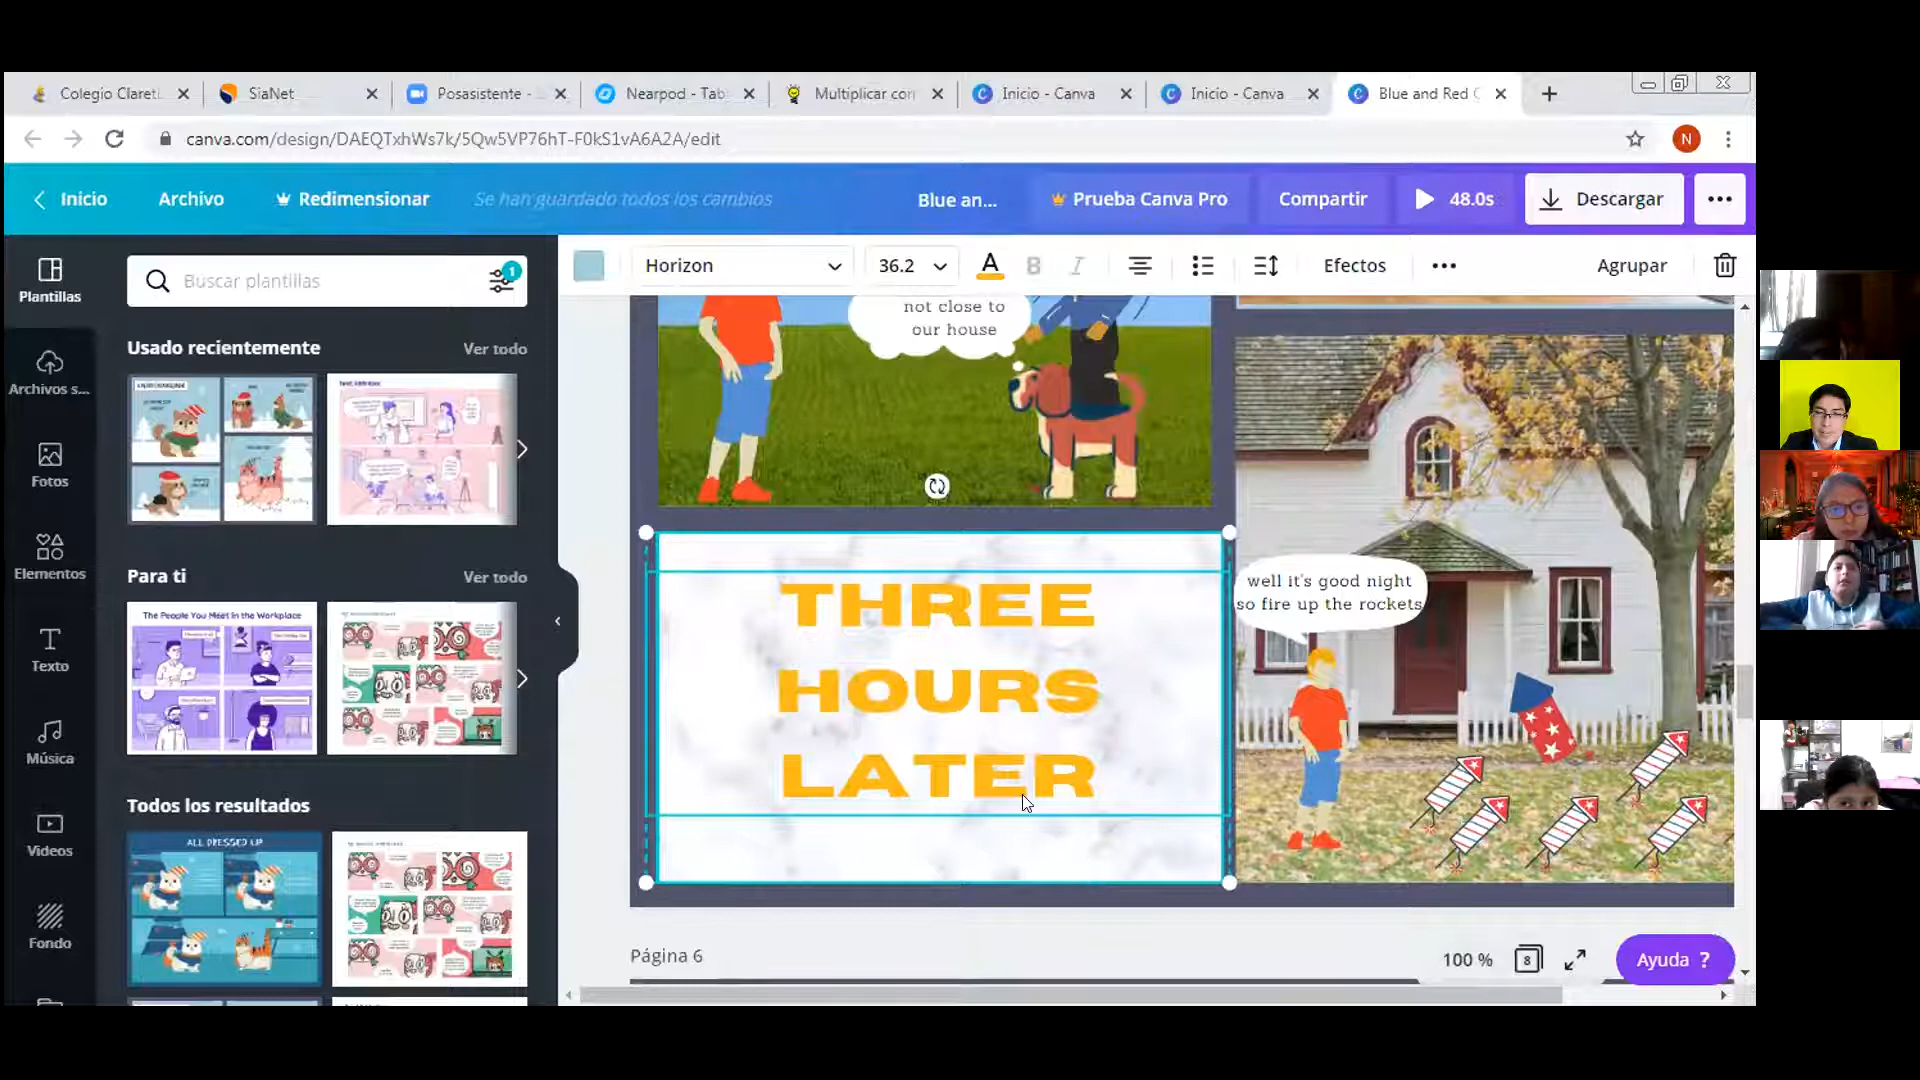 Colegio Clareti
SiaNet
Posasistente -
Nearpod - Tab
Multiplicar con
Inicio - Canva
Inicio - Canva
Blue and Red C
canva.com/design/DAEQTxhWs7k/5Qw5VP76hT-F0kS1vA6A2A/edit
N
Inicio
Archivo
Redimensionar
Se han guardado todos los cambios
Blue an...
Prueba Canva Pro
Compartir
48.0s
Descargar
Plantillas
Archivos s...
Fotos
Elementos
Texto
Música
Videos
Fondo
Buscar plantillas
1
Usado recientemente
Ver todo
Para ti
Ver todo
The People You Meet in the Workplace
Todos los resultados
ALL DRESSED UP
Horizon
36.2
A
B
I
Efectos
Agrupar
not close to
our house
THREE
HOURS
LATER
well it's good night
so fire up the rockets
Página 6
100 %
8
Ayuda ?